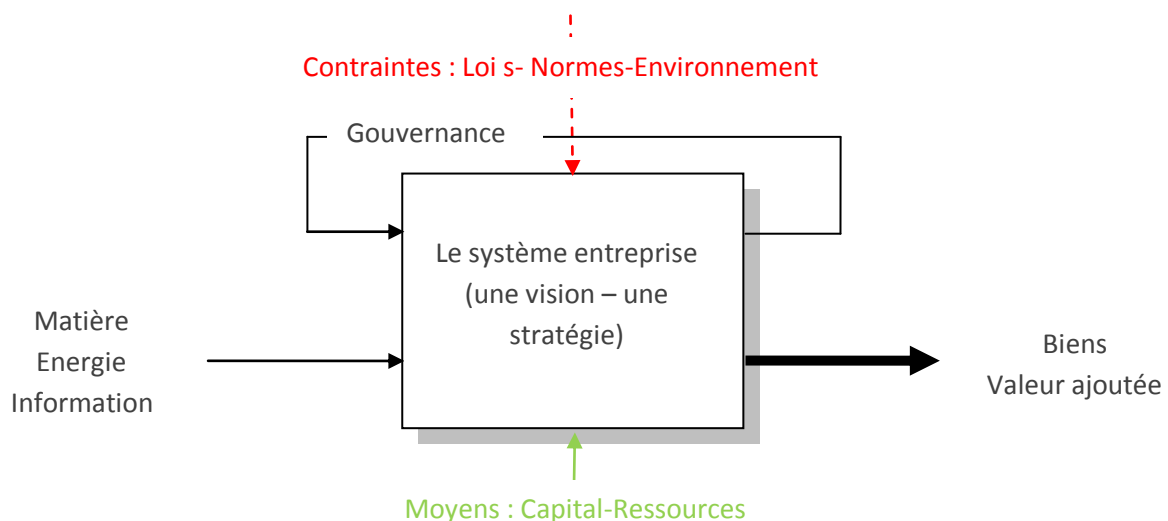 Contraintes : Loi s- Normes-Environnement
Gouvernance
Le système entreprise
(une vision – une
stratégie)
Matière
Energie
Information
Biens
Valeur ajoutée
Moyens : Capital-Ressources